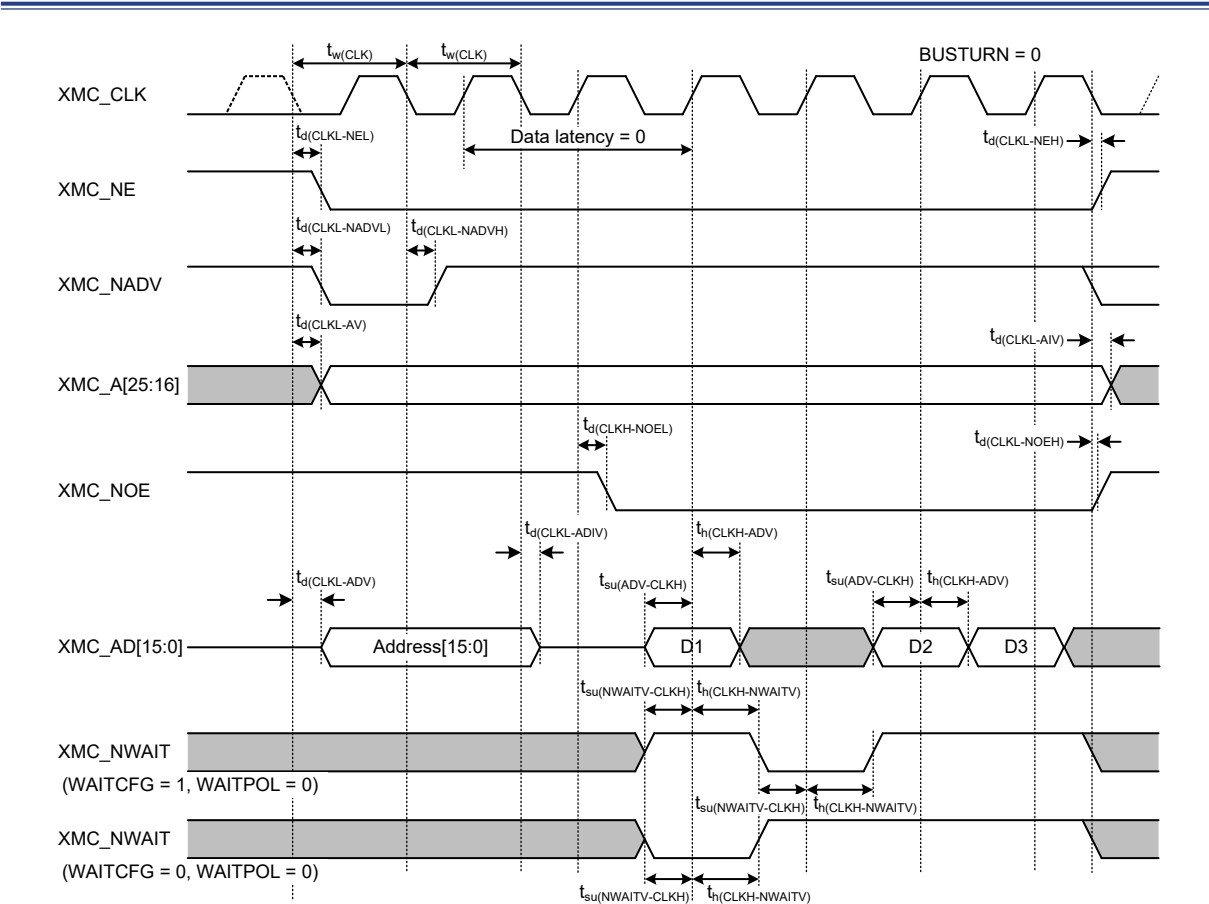 tw(CLK) tw(CLK) BUSTURN = 0
XMC_CLK
td(CLKL-NEL) Data latency = 0 td(CLKL-NEH)
XMC_NE
td(CLKL-NADVL) td(CLKL-NADVH)
XMC_NADV
td(CLKL-AV) td(CLKL-AIV)
XMC_A[25:16]
td(CLKH-NOEL) td(CLKL-NOEH)
XMC_NOE
td(CLKL-ADIV) th(CLKH-ADV)
td(CLKL-ADV) tsu(ADV-CLKH) tsu(ADV-CLKH) th(CLKH-ADV)
XMC_AD[15:0] Address[15:0] D1 D2 D3
tsu(NWAITV-CLKH) th(CLKH-NWAITV)
XMC_NWAIT
(WAITCFG = 1, WAITPOL = 0)
tsu(NWAITV-CLKH) th(CLKH-NWAITV)
XMC_NWAIT
(WAITCFG = 0, WAITPOL = 0)
tsu(NWAITV-CLKH) th(CLKH-NWAITV)